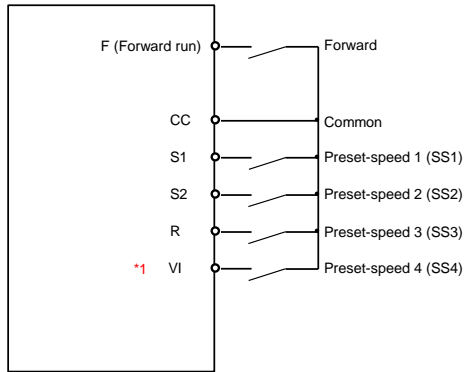 F (Forward run) Forward
CC Common
S1 Preset-speed 1 (SS1)
S2 Preset-speed 2 (SS2)
R Preset-speed 3 (SS3)
*1 VI Preset-speed 4 (SS4)